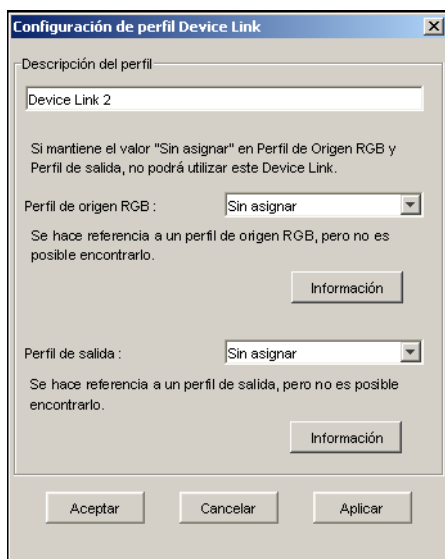 Configuración de perfil Device Link
Descripción del perfil
Device Link 2
Si mantiene el valor "Sin asignar" en Perfil de Origen RGB y
Perfil de salida, no podrá utilizar este Device Link.
Perfil de origen RGB :
Sin asignar
Se hace referencia a un perfil de origen RGB, pero no es
posible encontrarlo.
Información
Perfil de salida :
Sin asignar
Se hace referencia a un perfil de salida, pero no es posible
encontrarlo.
Información
Aceptar
Cancelar
Aplicar